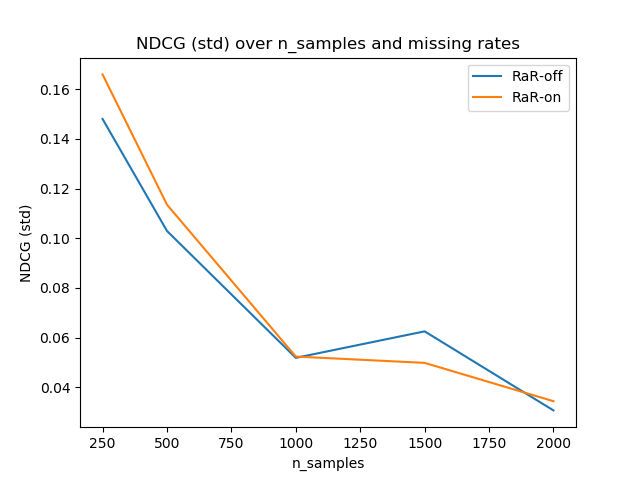 NDCG (std) over n_samples and missing rates
RaR-off
RaR-on
NDCG (std)
0.16
0.14
0.12
0.10
0.08
0.06
0.04
250 500 750 1000 1250 1500 1750 2000
n_samples